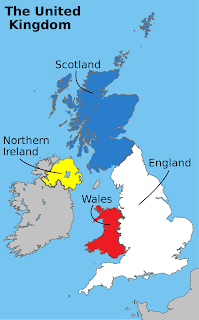 The United
Kingdom
Scotland
Northern
Ireland
England
Wales